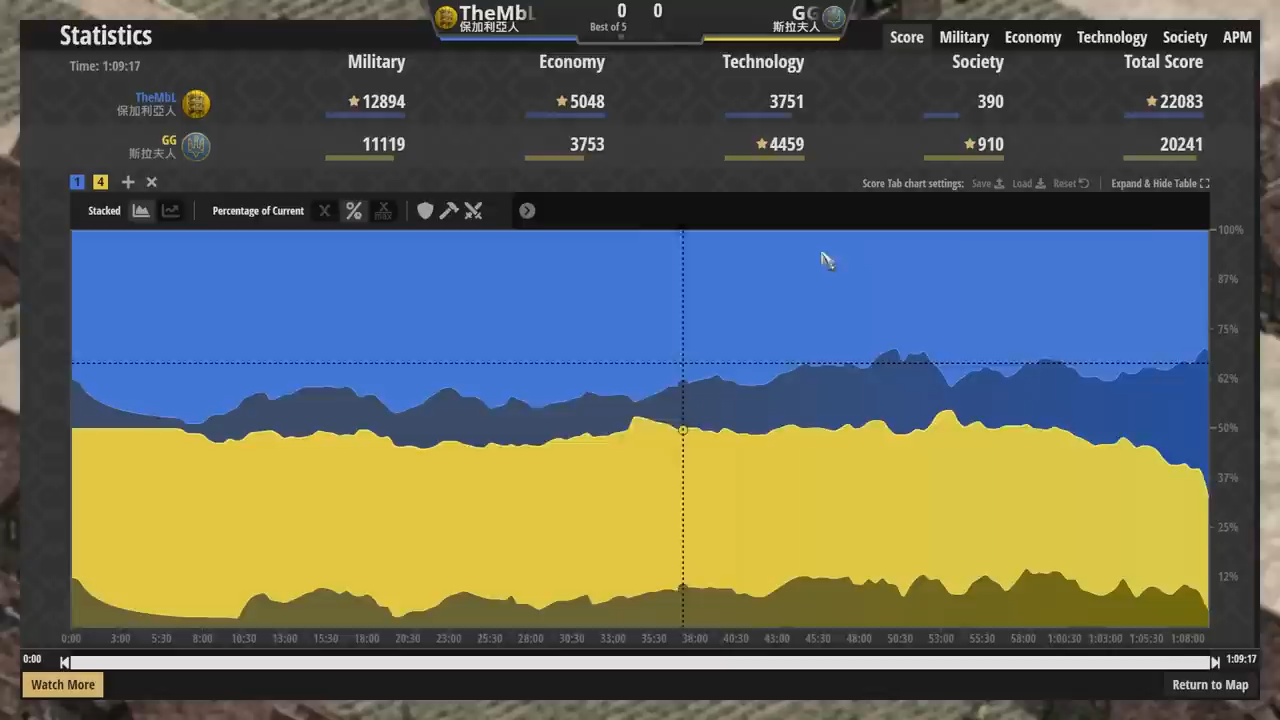 TheMbL 0 0 GG
保加利亞人 Best of 5 斯拉夫人
Statistics Score Military Economy Technology Society APM
Time: 1:09:17 Military Economy Technology Society Total Score
TheMbL 12894 5048 3751 390 22083
保加利亞人
GG 11119 3753 4459 910 20241
斯拉夫人
1 4 Score Tab chart settings: Save Load Reset Expand & Hide Table
Stacked Percentage of Current X % X max
100%
87%
75%
62%
50%
37%
25%
12%
0:00 3:00 5:30 8:00 10:30 13:00 15:30 18:00 20:30 23:00 25:30 28:00 30:30 33:00 35:30 38:00 40:30 43:00 45:30 48:00 50:30 53:00 55:30 58:00 1:00:30 1:03:00 1:05:30 1:08:00
0:00 1:09:17
Watch More Return to Map